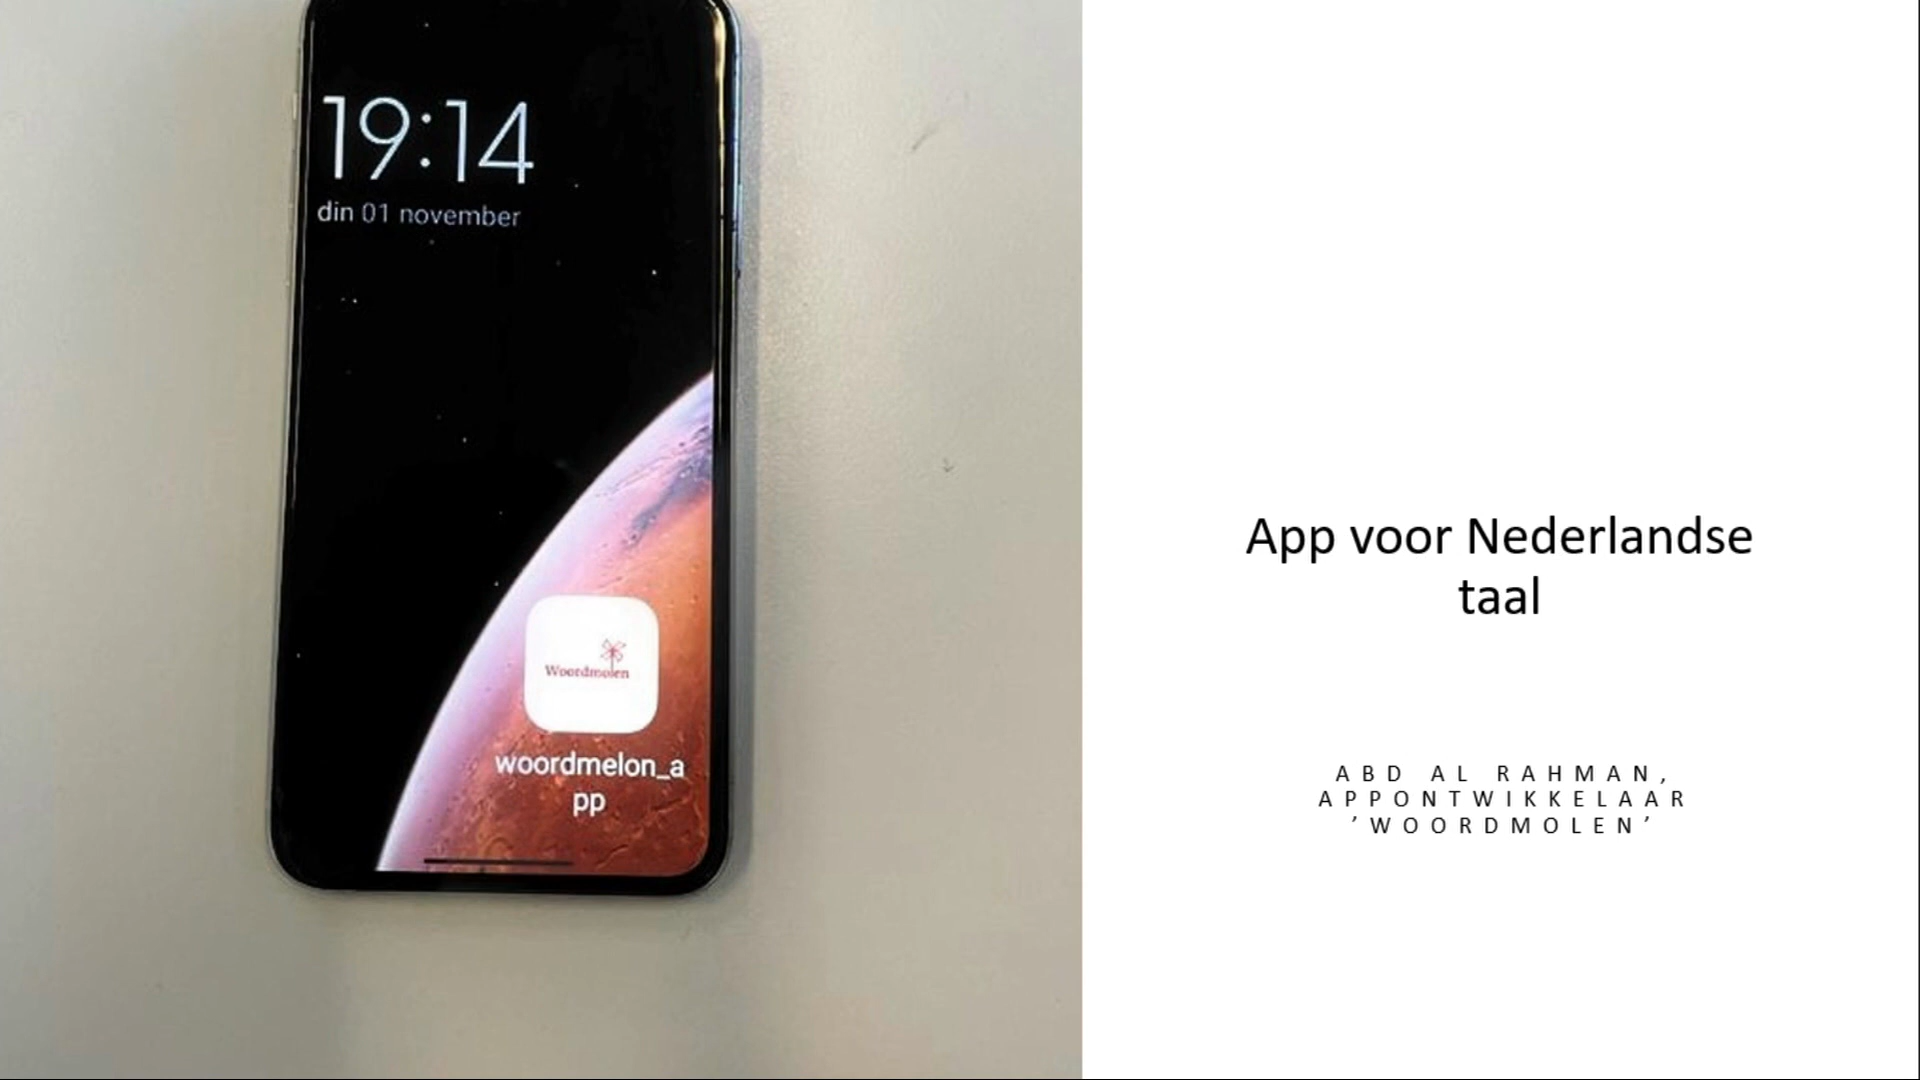 19:14
din 01 november
Woordmolen
woordmelon_a
pp
App voor Nederlandse
taal
ABD AL RAHMAN,
APPONTWIKKELAAR
’WOORDMOLEN’